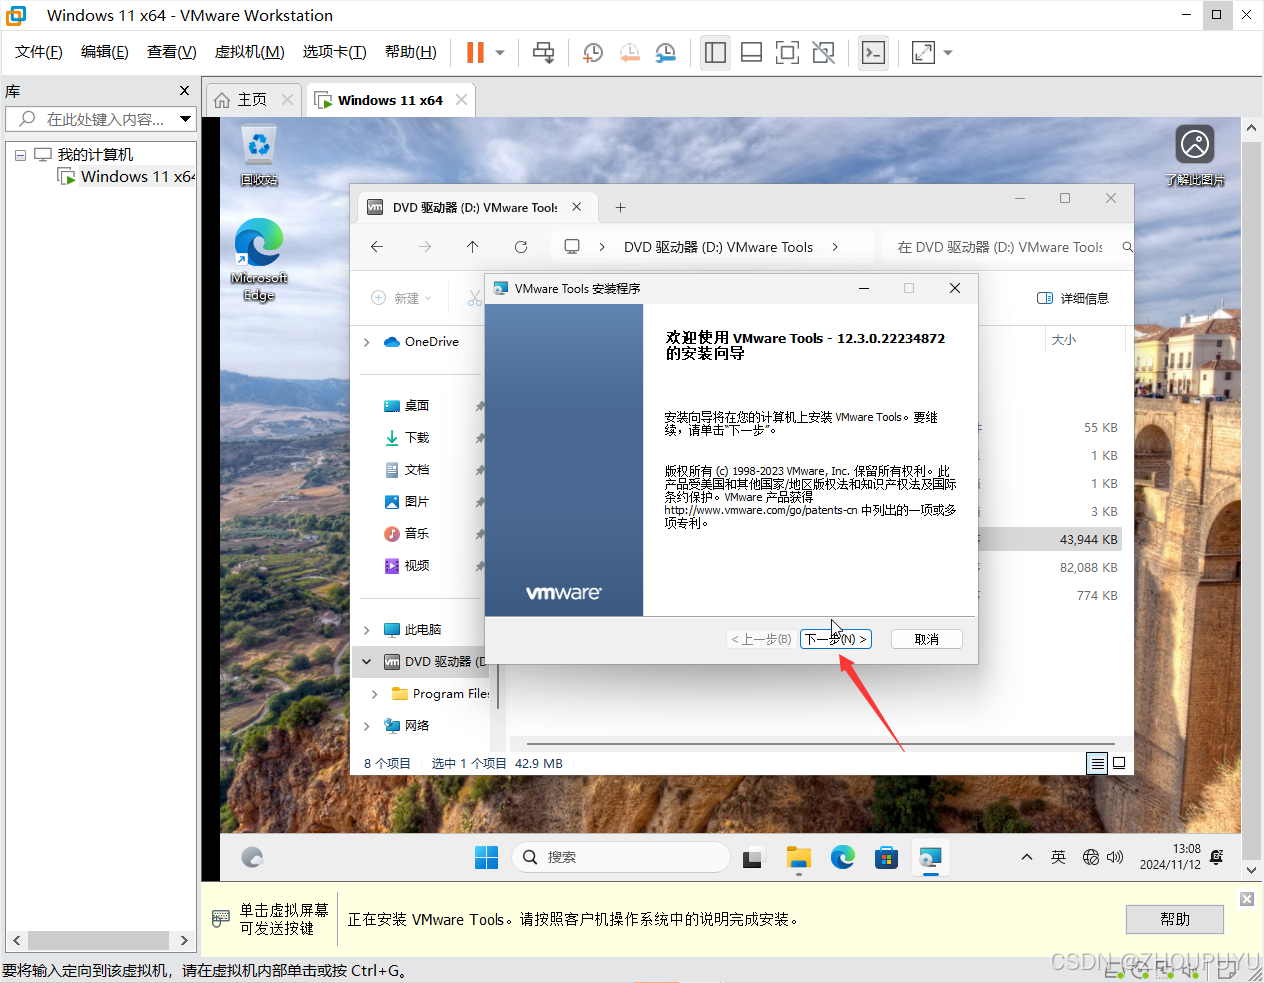 Windows 11 x64 - VMware Workstation
文件(F) 编辑(E) 查看(V) 虚拟机(M) 选项卡(T) 帮助(H)
库
在此处键入内容...
我的计算机
Windows 11 x64
主页
Windows 11 x64
回收站
Microsoft
Edge
了解此图片
DVD 驱动器 (D:) VMware Tools
DVD 驱动器 (D:) VMware Tools
在 DVD 驱动器 (D:) VMware Tools
新建
详细信息
大小
OneDrive
桌面
下载
文档
图片
音乐
视频
此电脑
DVD 驱动器 (D
Program Files
网络
55 KB
1 KB
1 KB
3 KB
43,944 KB
82,088 KB
774 KB
8 个项目 选中 1 个项目 42.9 MB
VMware Tools 安装程序
欢迎使用 VMware Tools - 12.3.0.22234872
的安装向导
安装向导将在您的计算机上安装 VMware Tools。要继
续，请单击“下一步”。
版权所有 (c) 1998-2023 VMware, Inc. 保留所有权利。此
产品受美国和其他国家/地区版权法和知识产权法及国际
条约保护。VMware 产品获得
http://www.vmware.com/go/patents-cn 中列出的一项或多
项专利。
vmware
< 上一步(B) 下一步(N) > 取消
搜索
英
13:08
2024/11/12
单击虚拟屏幕
可发送按键
正在安装 VMware Tools。请按照客户机操作系统中的说明完成安装。
帮助
要将输入定向到该虚拟机，请在虚拟机内部单击或按 Ctrl+G。
CSDN @ZHOUPUYU